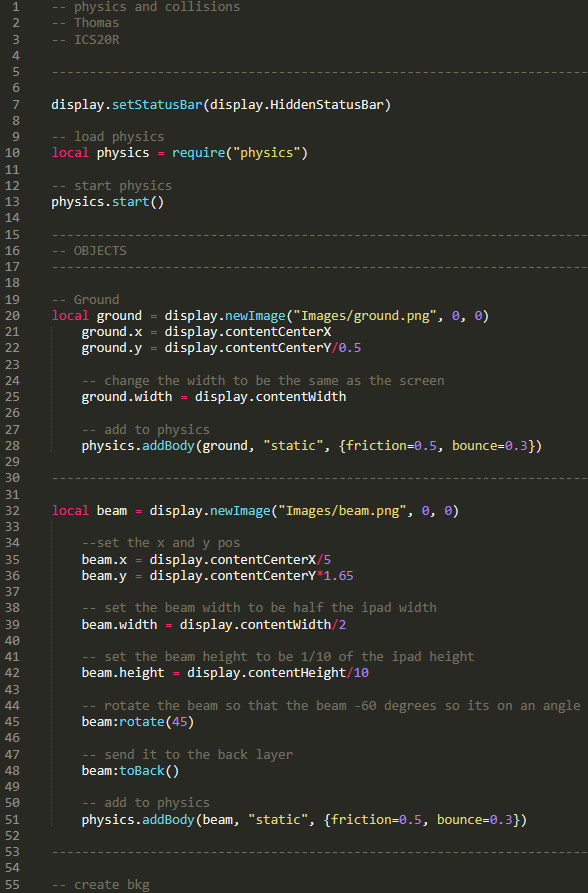 1 -- physics and collisions
2 -- Thomas
3 -- ICS20R
4
5 ------------------------------------------------------------------------
6
7 display.setStatusBar(display.HiddenStatusBar)
8
9 -- load physics
10 local physics = require("physics")
11
12 -- start physics
13 physics.start()
14
15 ------------------------------------------------------------------------
16 -- OBJECTS
17 ------------------------------------------------------------------------
18
19 -- Ground
20 local ground = display.newImage("Images/ground.png", 0, 0)
21 ground.x = display.contentCenterX
22 ground.y = display.contentCenterY/0.5
23
24 -- change the width to be the same as the screen
25 ground.width = display.contentWidth
26
27 -- add to physics
28 physics.addBody(ground, "static", {friction=0.5, bounce=0.3})
29
30 ------------------------------------------------------------------------
31
32 local beam = display.newImage("Images/beam.png", 0, 0)
33
34 --set the x and y pos
35 beam.x = display.contentCenterX/5
36 beam.y = display.contentCenterY*1.65
37
38 -- set the beam width to be half the ipad width
39 beam.width = display.contentWidth/2
40
41 -- set the beam height to be 1/10 of the ipad height
42 beam.height = display.contentHeight/10
43
44 -- rotate the beam so that the beam -60 degrees so its on an angle
45 beam:rotate(45)
46
47 -- send it to the back layer
48 beam:toBack()
49
50 -- add to physics
51 physics.addBody(beam, "static", {friction=0.5, bounce=0.3})
52
53 ------------------------------------------------------------------------
54
55 -- create bkg